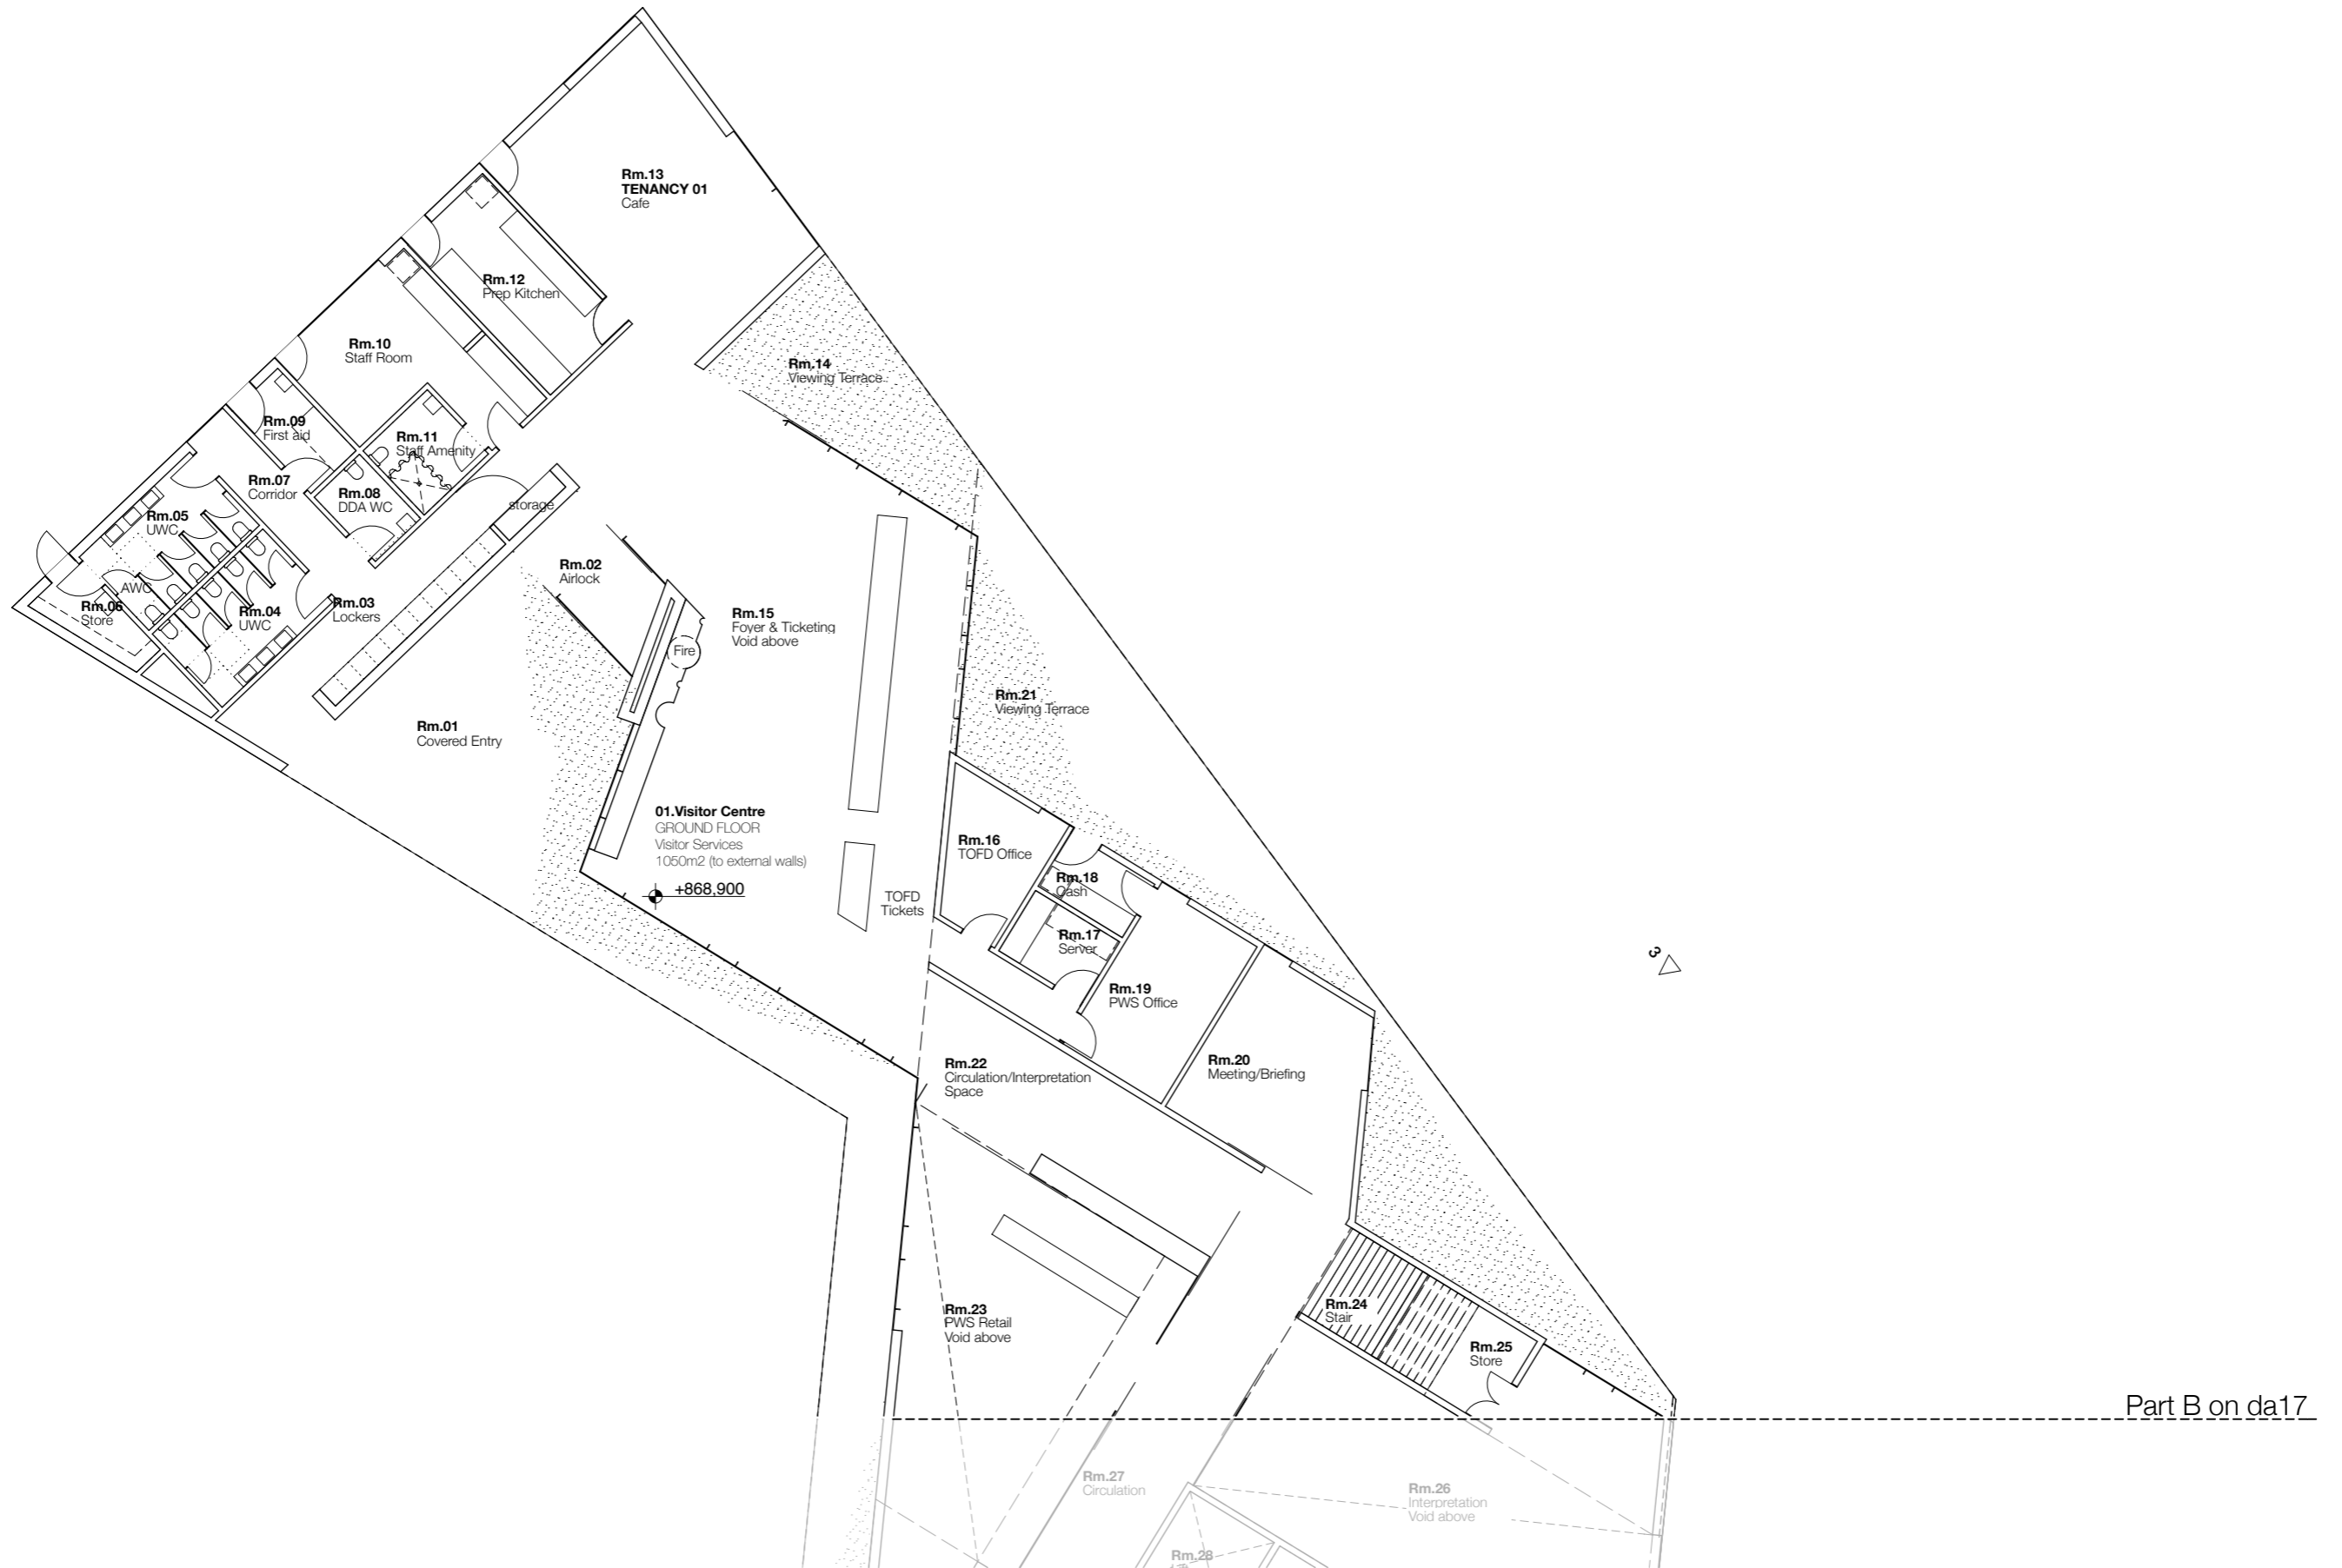 Rm.13
TENANCY 01
Cafe
Rm.12
Prep Kitchen
Rm.10
Staff Room
Rm.14
Viewing Terrace
Rm.09
First aid
Rm.11
Staff Amenity
Rm.07
Corridor
Rm.08
DDA WC
storage
Rm.05
UWC
AWC
Rm.06
Store
Rm.04
UWC
Rm.03
Lockers
Rm.02
Airlock
Rm.15
Foyer & Ticketing
Void above
Fire
Rm.21
Viewing Terrace
Rm.01
Covered Entry
01.Visitor Centre
GROUND FLOOR
Visitor Services
1050m2 (to external walls)
+868,900
TOFD
Tickets
Rm.16
TOFD Office
Rm.18
Cash
Rm.17
Server
Rm.19
PWS Office
3
Rm.22
Circulation/Interpretation
Space
Rm.20
Meeting/Briefing
Rm.23
PWS Retail
Void above
Rm.24
Stair
Rm.25
Store
Part B on da17
Rm.27
Circulation
Rm.26
Interpretation
Void above
Rm.28